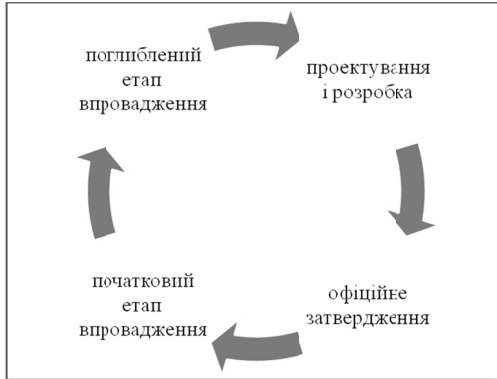 поглиблений
етап
впровадження
проектування
і розробка
офіційне
затвердження
початковий
етап
впровадження